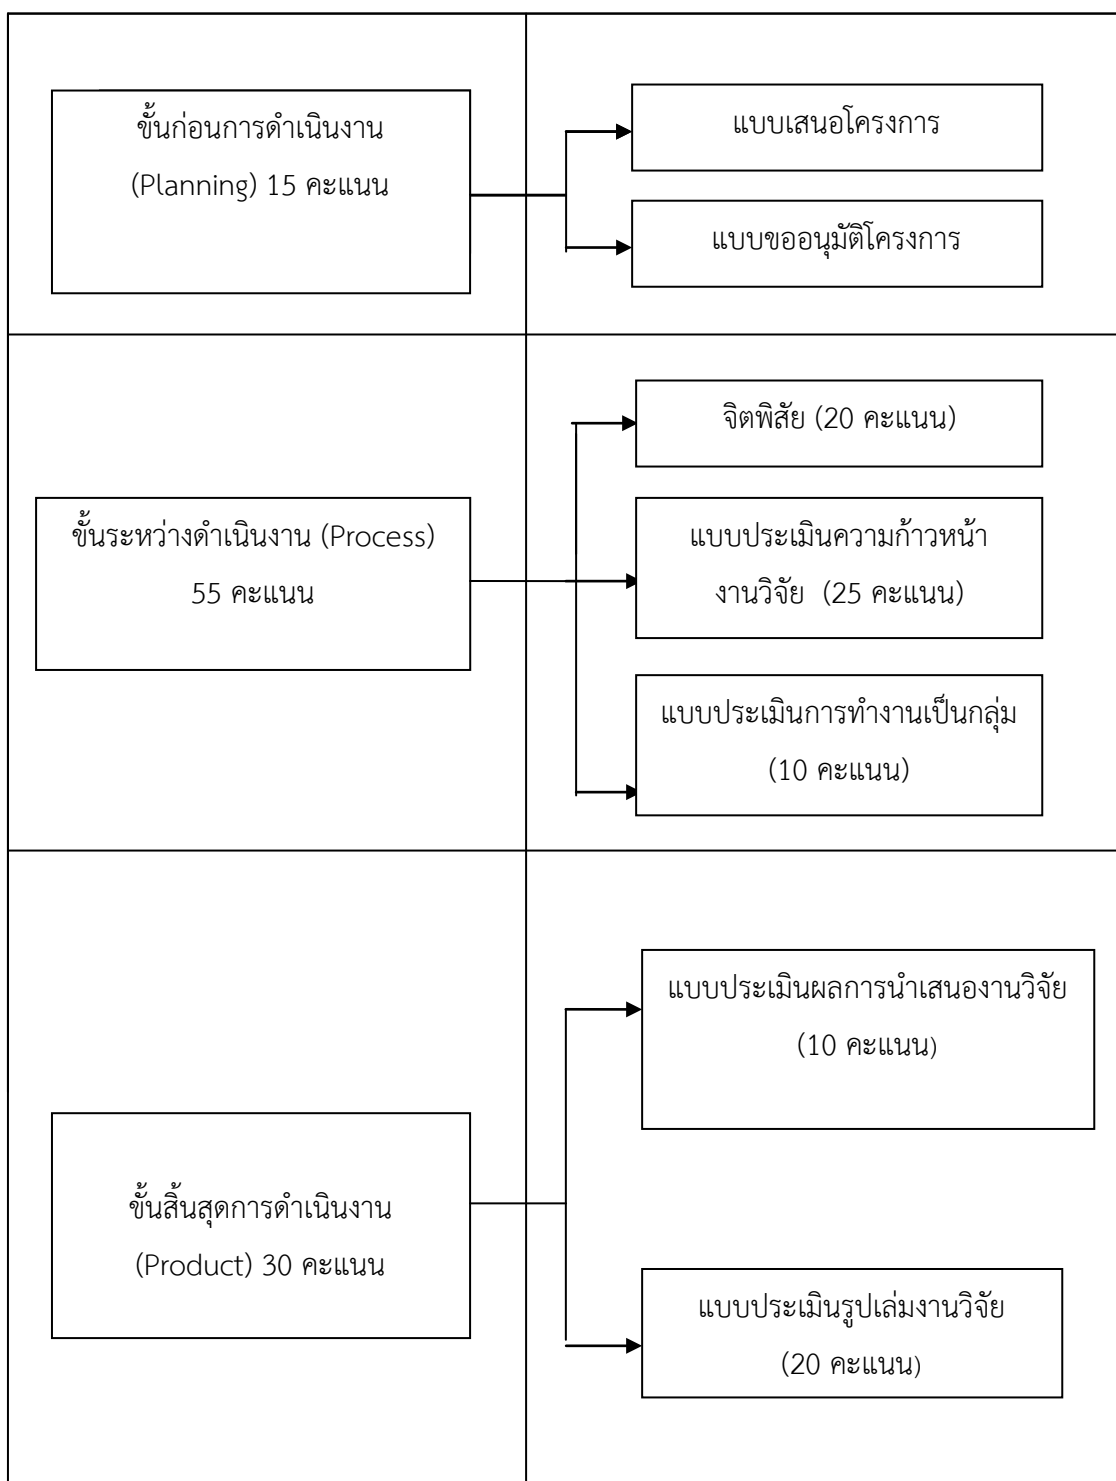 ขั้นก่อนการดำเนินงาน
(Planning) 15 คะแนน
แบบเสนอโครงการ
แบบขออนุมัติโครงการ
ขั้นระหว่างดำเนินงาน (Process)
55 คะแนน
จิตพิสัย (20 คะแนน)
แบบประเมินความก้าวหน้า
งานวิจัย (25 คะแนน)
แบบประเมินการทำงานเป็นกลุ่ม
(10 คะแนน)
ขั้นสิ้นสุดการดำเนินงาน
(Product) 30 คะแนน
แบบประเมินผลการนำเสนองานวิจัย
(10 คะแนน)
แบบประเมินรูปเล่มงานวิจัย
(20 คะแนน)